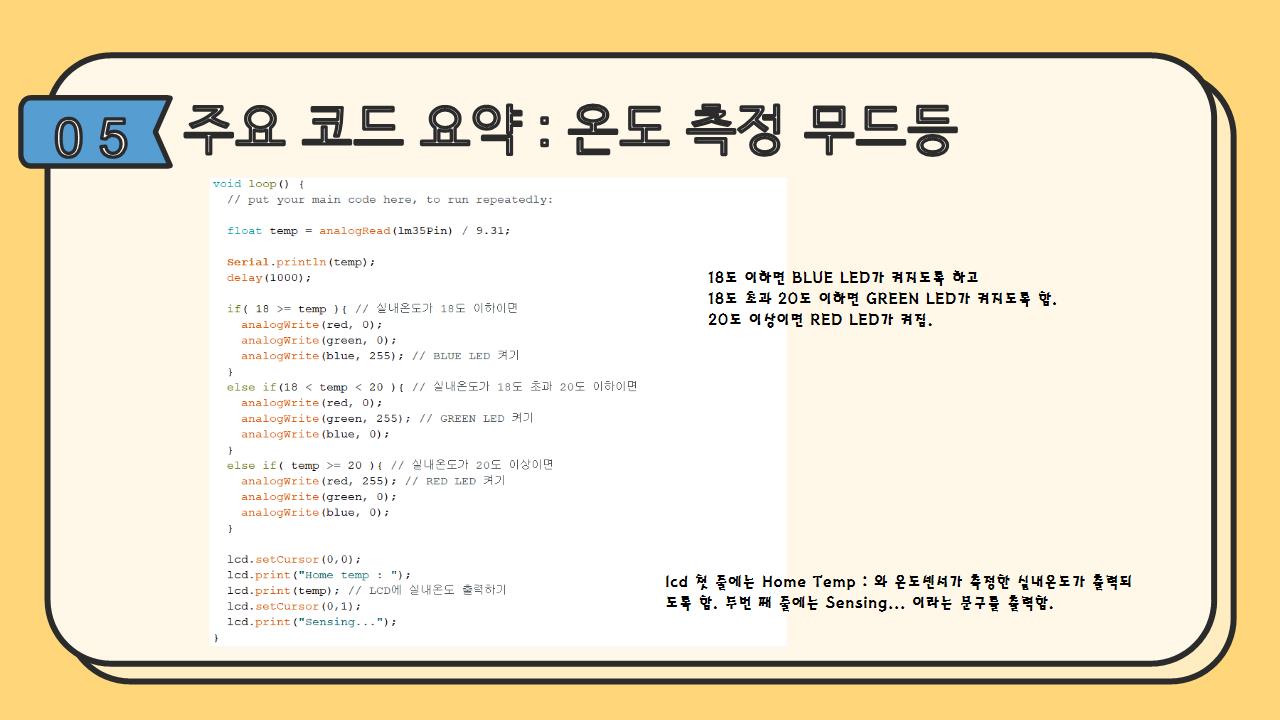 05
주요 코드 요약 : 온도 측정 무드등
void loop() {
// put your main code here, to run repeatedly:
float temp = analogRead(lm35Pin) / 9.31;
Serial.println(temp);
delay(1000);
if( 18 >= temp ){ // 실내온도가 18도 이하이면
analogWrite(red, 0);
analogWrite(green, 0);
analogWrite(blue, 255); // BLUE LED 켜기
}
else if(18 < temp < 20 ){ // 실내온도가 18도 초과 20도 이하이면
analogWrite(red, 0);
analogWrite(green, 255); // GREEN LED 켜기
analogWrite(blue, 0);
}
else if( temp >= 20 ){ // 실내온도가 20도 이상이면
analogWrite(red, 255); // RED LED 켜기
analogWrite(green, 0);
analogWrite(blue, 0);
}
lcd.setCursor(0,0);
lcd.print("Home temp : ");
lcd.print(temp); // LCD에 실내온도 출력하기
lcd.setCursor(0,1);
lcd.print("Sensing...");
}
18도 이하면 BLUE LED가 켜지도록 하고
18도 초과 20도 이하면 GREEN LED가 켜지도록 함.
20도 이상이면 RED LED가 켜짐.
lcd 첫 줄에는 Home Temp : 와 온도센서가 측정한 실내온도가 출력되
도록 함. 두번 째 줄에는 Sensing... 이라는 문구를 출력함.